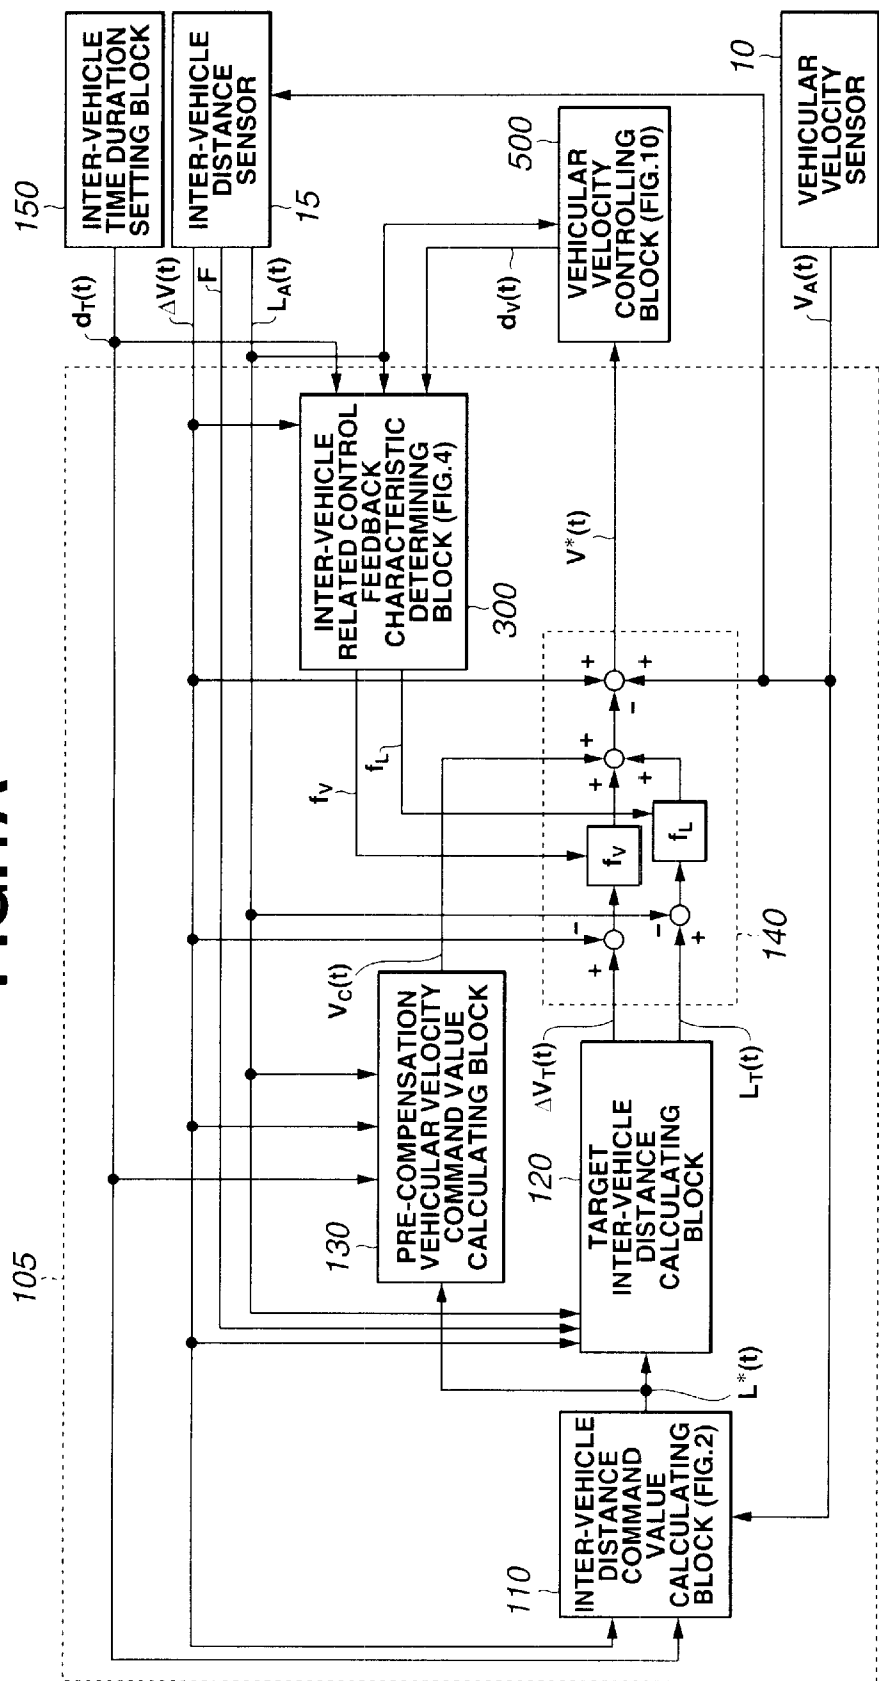 105
INTER-VEHICLE
TIME DURATION
SETTING BLOCK
150
INTER-VEHICLE
DISTANCE
SENSOR
15
VEHICULAR
VELOCITY
SENSOR
10
dT(t)
ΔV(t)
F
LA(t)
VA(t)
INTER-VEHICLE
RELATED CONTROL
FEEDBACK
CHARACTERISTIC
DETERMINING
BLOCK (FIG.4)
300
VEHICULAR
VELOCITY
CONTROLLING
BLOCK (FIG.10)
500
dV(t)
V*(t)
fV
fL
+
+
-
+
+
+
fV
fL
-
+
-
+
140
PRE-COMPENSATION
VEHICULAR VELOCITY
COMMAND VALUE
CALCULATING BLOCK
130
VC(t)
TARGET
INTER-VEHICLE
DISTANCE
CALCULATING
BLOCK
120
ΔVT(t)
LT(t)
INTER-VEHICLE
DISTANCE
COMMAND
VALUE
CALCULATING
BLOCK (FIG.2)
110
L*(t)